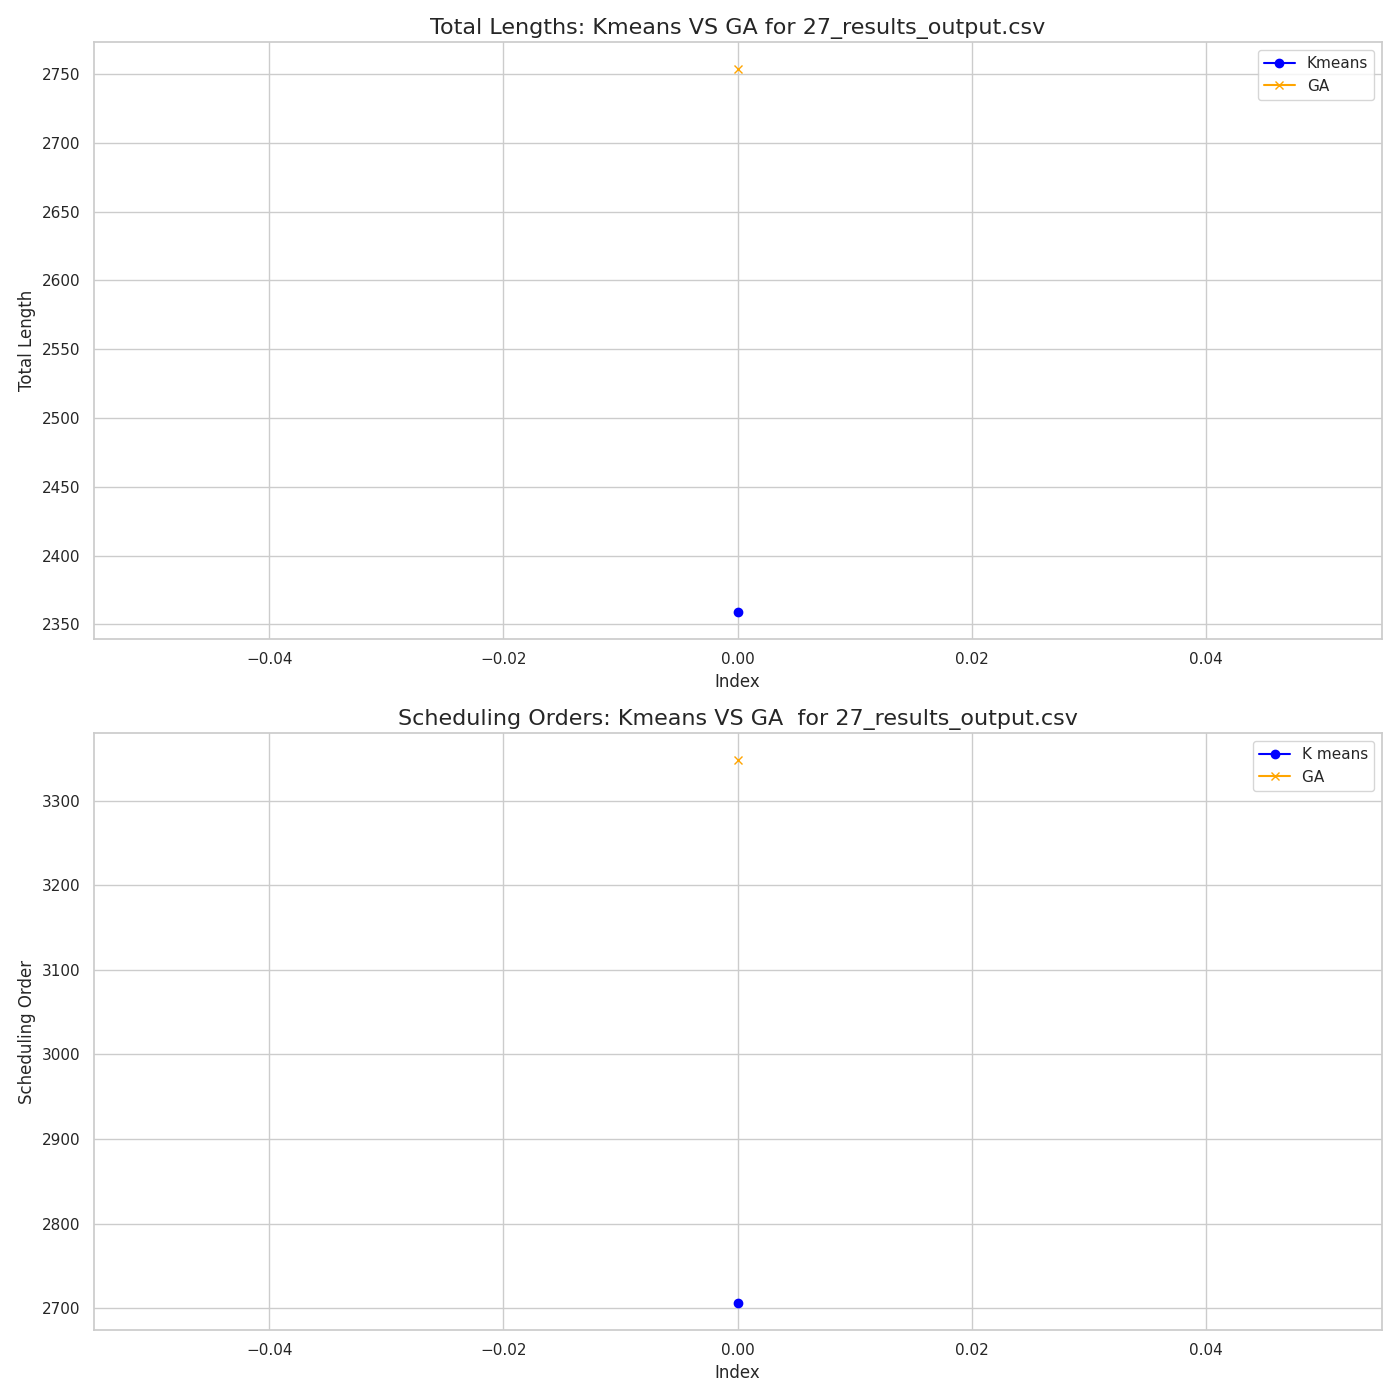 Total Lengths: Kmeans VS GA for 27_results_output.csv
Kmeans
GA
2750
2700
2650
2600
2550
2500
2450
2400
2350
Total Length
−0.04 −0.02 0.00 0.02 0.04
Index
Scheduling Orders: Kmeans VS GA  for 27_results_output.csv
K means
GA
3300
3200
3100
3000
2900
2800
2700
Scheduling Order
−0.04 −0.02 0.00 0.02 0.04
Index